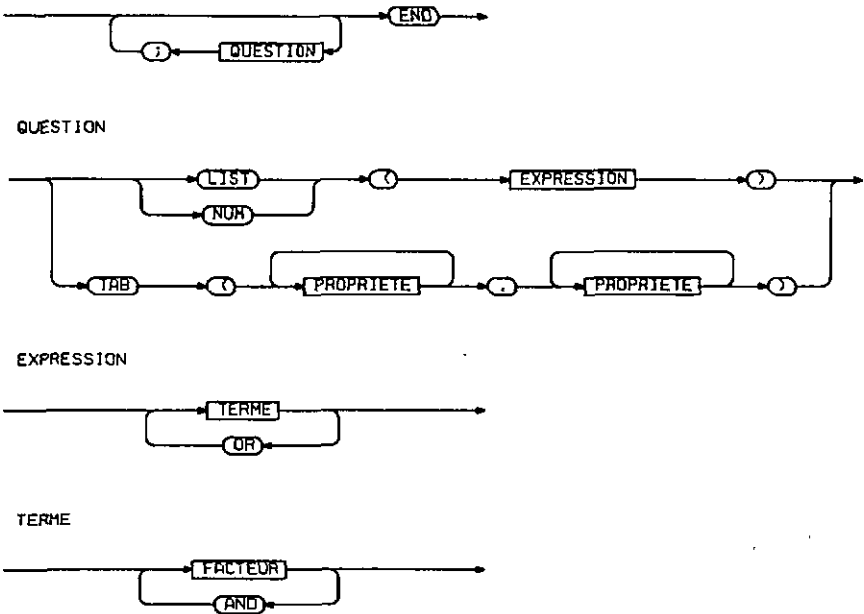 END
; QUESTION
QUESTION
LIST ( EXPRESSION )
NUM
TAB ( PROPRIETE , PROPRIETE )
EXPRESSION
TERME
OR
TERME
FACTEUR
AND